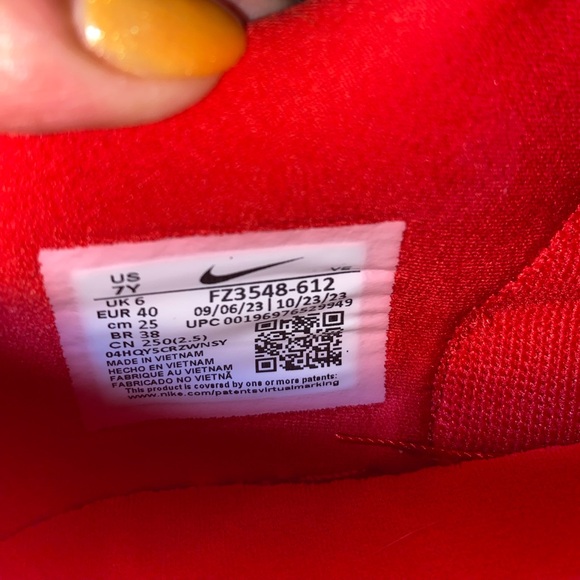 US
7Y
UK 6
EUR 40
cm 25
BR 38
CN 250(2.5)
04HQY5CRZWNSY
MADE IN VIETNAM
HECHO EN VIETNAM
FABRIQUE AU VIETNAM
FABRICADO NO VIETNÃ
This product is covered by one or more patents:
www.nike.com/patentsvirtualmarking
FZ3548-612
09/06/23 | 10/23/23
UPC